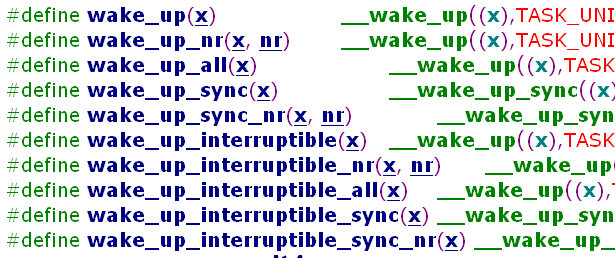 #define wake_up(x) __wake_up((x),TASK_UNI
#define wake_up_nr(x, nr) __wake_up((x),TASK_UNI
#define wake_up_all(x) __wake_up((x),TASK
#define wake_up_sync(x) __wake_up_sync((x)
#define wake_up_sync_nr(x, nr) __wake_up_syn
#define wake_up_interruptible(x) __wake_up((x),TASK
#define wake_up_interruptible_nr(x, nr) __wake_up(
#define wake_up_interruptible_all(x) __wake_up((x),T
#define wake_up_interruptible_sync(x) __wake_up_syn
#define wake_up_interruptible_sync_nr(x) __wake_up_